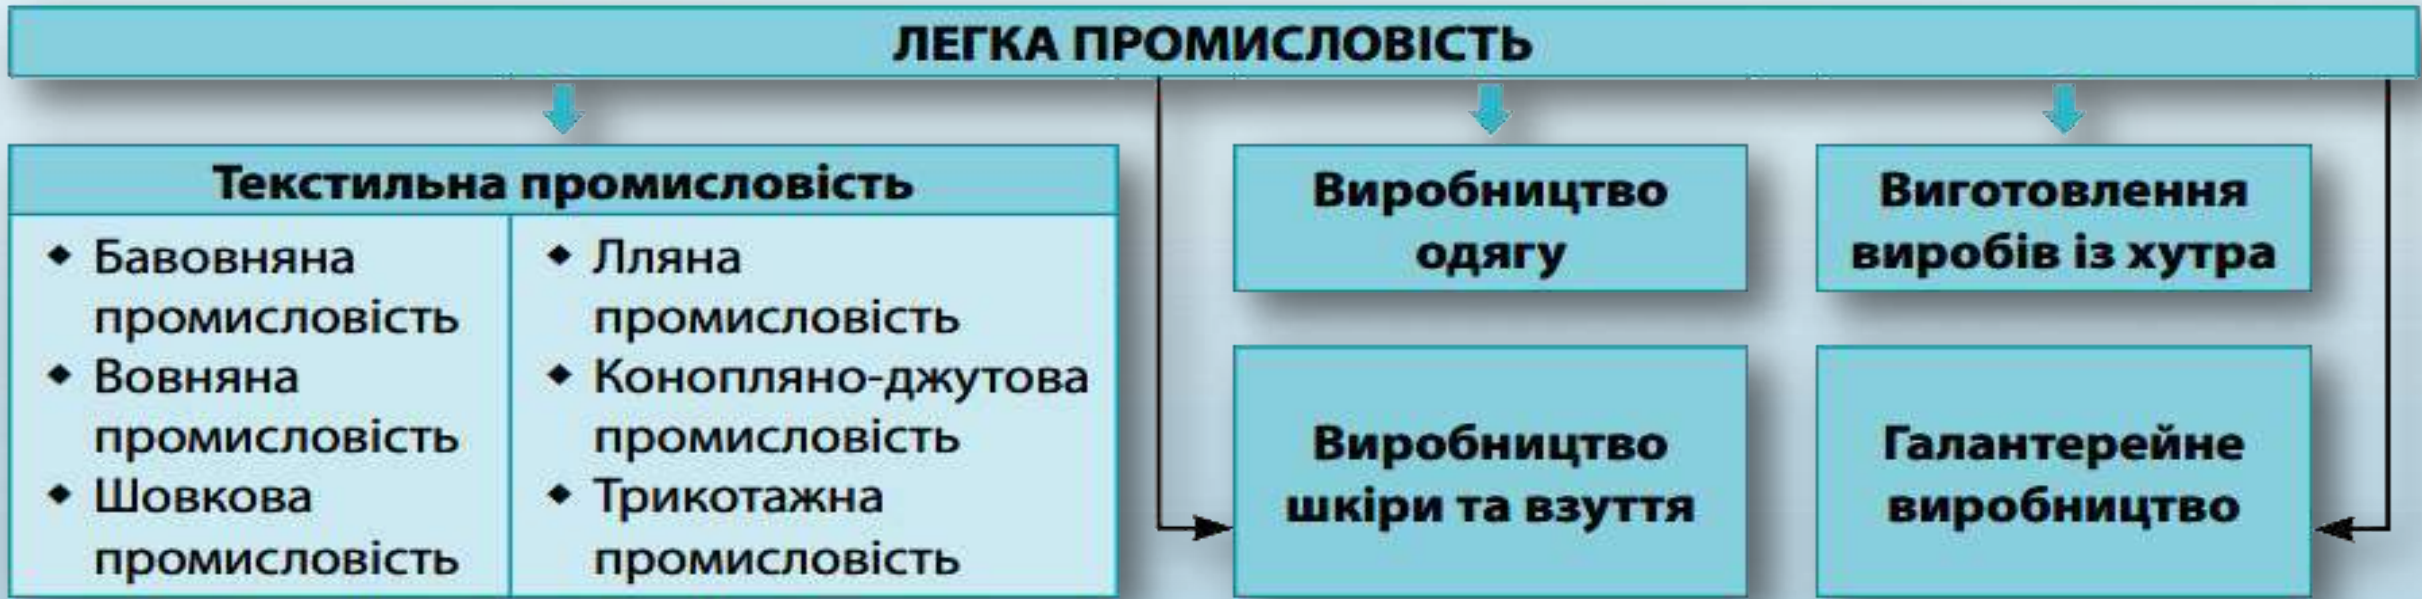 ЛЕГКА ПРОМИСЛОВІСТЬ
Текстильна промисловість
◆ Бавовняна
промисловість
◆ Вовняна
промисловість
◆ Шовкова
промисловість
◆ Лляна
промисловість
◆ Конопляно-джутова
промисловість
◆ Трикотажна
промисловість
Виробництво
одягу
Виготовлення
виробів із хутра
Виробництво
шкіри та взуття
Галантерейне
виробництво